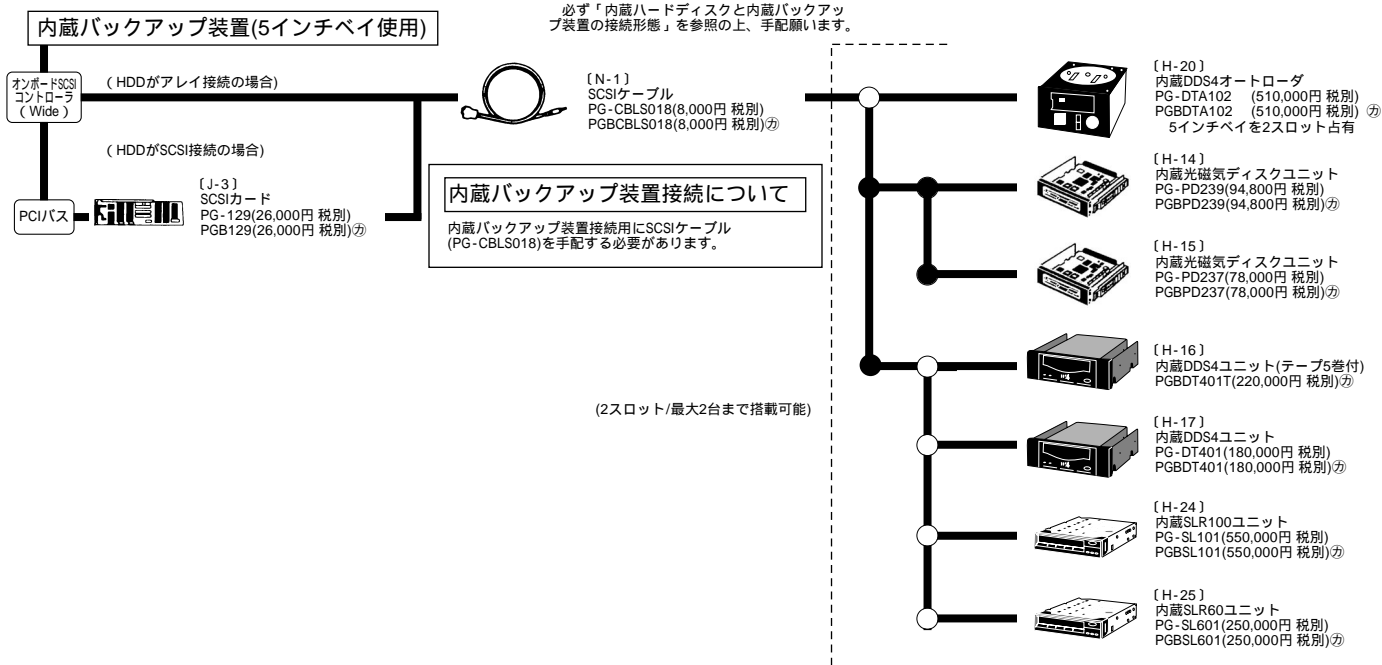 内蔵バックアップ装置(5インチベイ使用)
必ず「内蔵ハードディスクと内蔵バックアッ
プ装置の接続形態」を参照の上、手配願います。
オンボードSCSI
コントローラ
(Wide)
(HDDがアレイ接続の場合)
(HDDがSCSI接続の場合)
PCIバス
〔J-3〕
SCSIカード
PG-129(26,000円 税別)
PGB129(26,000円 税別)㋕
〔N-1〕
SCSIケーブル
PG-CBLS018(8,000円 税別)
PGBCBLS018(8,000円 税別)㋕
内蔵バックアップ装置接続について
内蔵バックアップ装置接続用にSCSIケーブル
(PG-CBLS018)を手配する必要があります。
(2スロット/最大2台まで搭載可能)
〔H-20〕
内蔵DDS4オートローダ
PG-DTA102 (510,000円 税別)
PGBDTA102 (510,000円 税別)㋕
5インチベイを2スロット占有
〔H-14〕
内蔵光磁気ディスクユニット
PG-PD239(94,800円 税別)
PGBPD239(94,800円 税別)㋕
〔H-15〕
内蔵光磁気ディスクユニット
PG-PD237(78,000円 税別)
PGBPD237(78,000円 税別)㋕
〔H-16〕
内蔵DDS4ユニット(テープ5巻付)
PGBDT401T(220,000円 税別)㋕
〔H-17〕
内蔵DDS4ユニット
PG-DT401(180,000円 税別)
PGBDT401(180,000円 税別)㋕
〔H-24〕
内蔵SLR100ユニット
PG-SL101(550,000円 税別)
PGBSL101(550,000円 税別)㋕
〔H-25〕
内蔵SLR60ユニット
PG-SL601(250,000円 税別)
PGBSL601(250,000円 税別)㋕